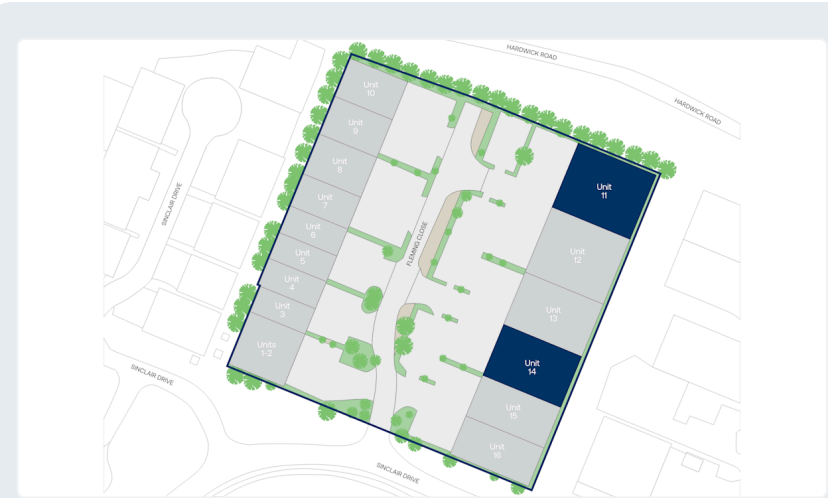 HARDWICK ROAD
HARDWICK ROAD
Unit
10
Unit
9
Unit
8
Unit
7
Unit
6
Unit
5
Unit
4
Unit
3
Units
1-2
Unit
11
Unit
12
Unit
13
Unit
14
Unit
15
Unit
16
FLEMING CLOSE
SINCLAIR DRIVE
SINCLAIR DRIVE
SINCLAIR DRIVE